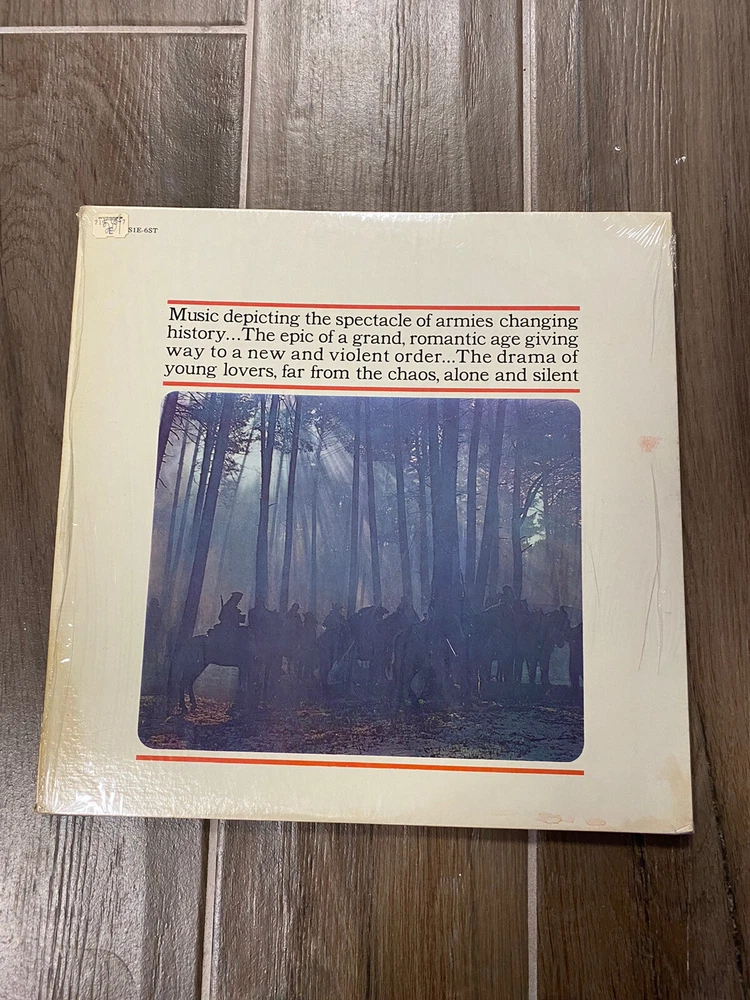 S1E-6ST
Music depicting the spectacle of armies changing
history...The epic of a grand, romantic age giving
way to a new and violent order...The drama of
young lovers, far from the chaos, alone and silent